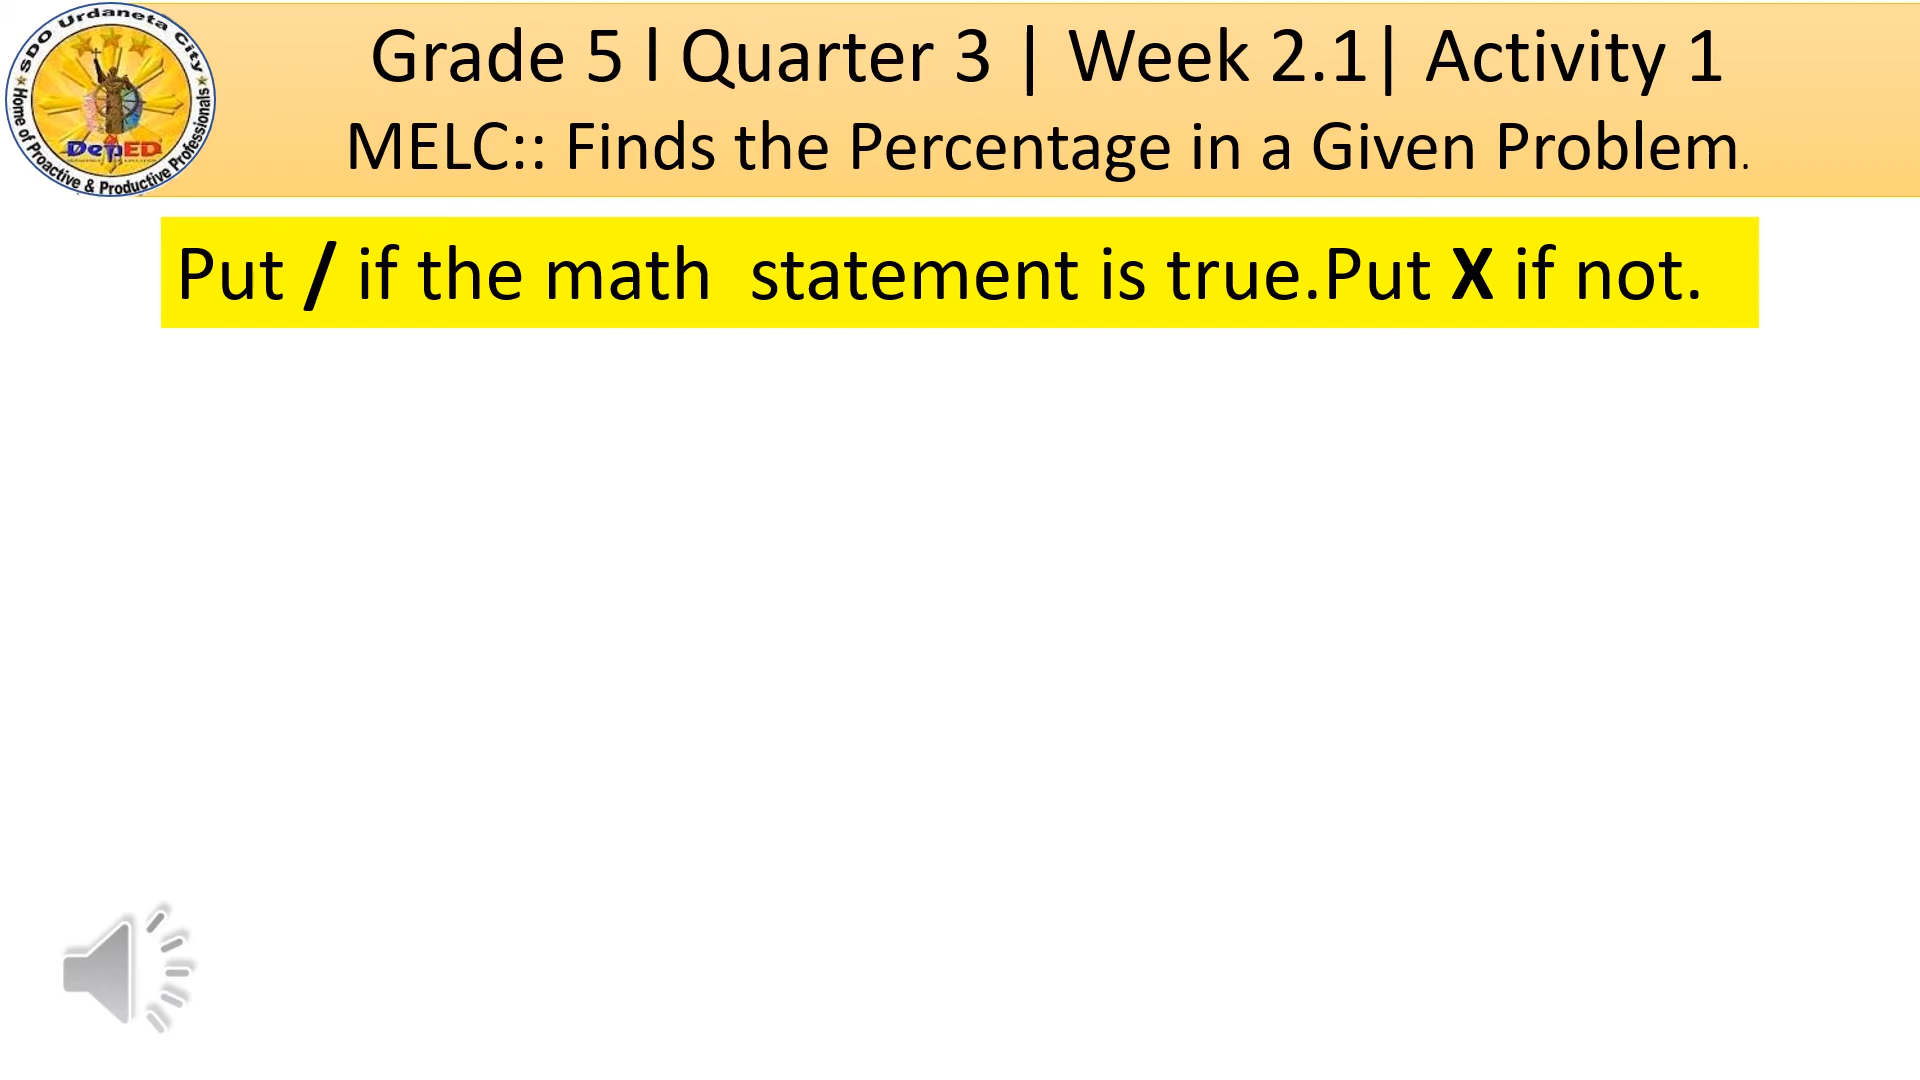 SDO Urdaneta City
Home of Proactive & Productive Professionals
DepED
Grade 5 l Quarter 3 | Week 2.1| Activity 1
MELC:: Finds the Percentage in a Given Problem.
Put / if the math  statement is true.Put X if not.